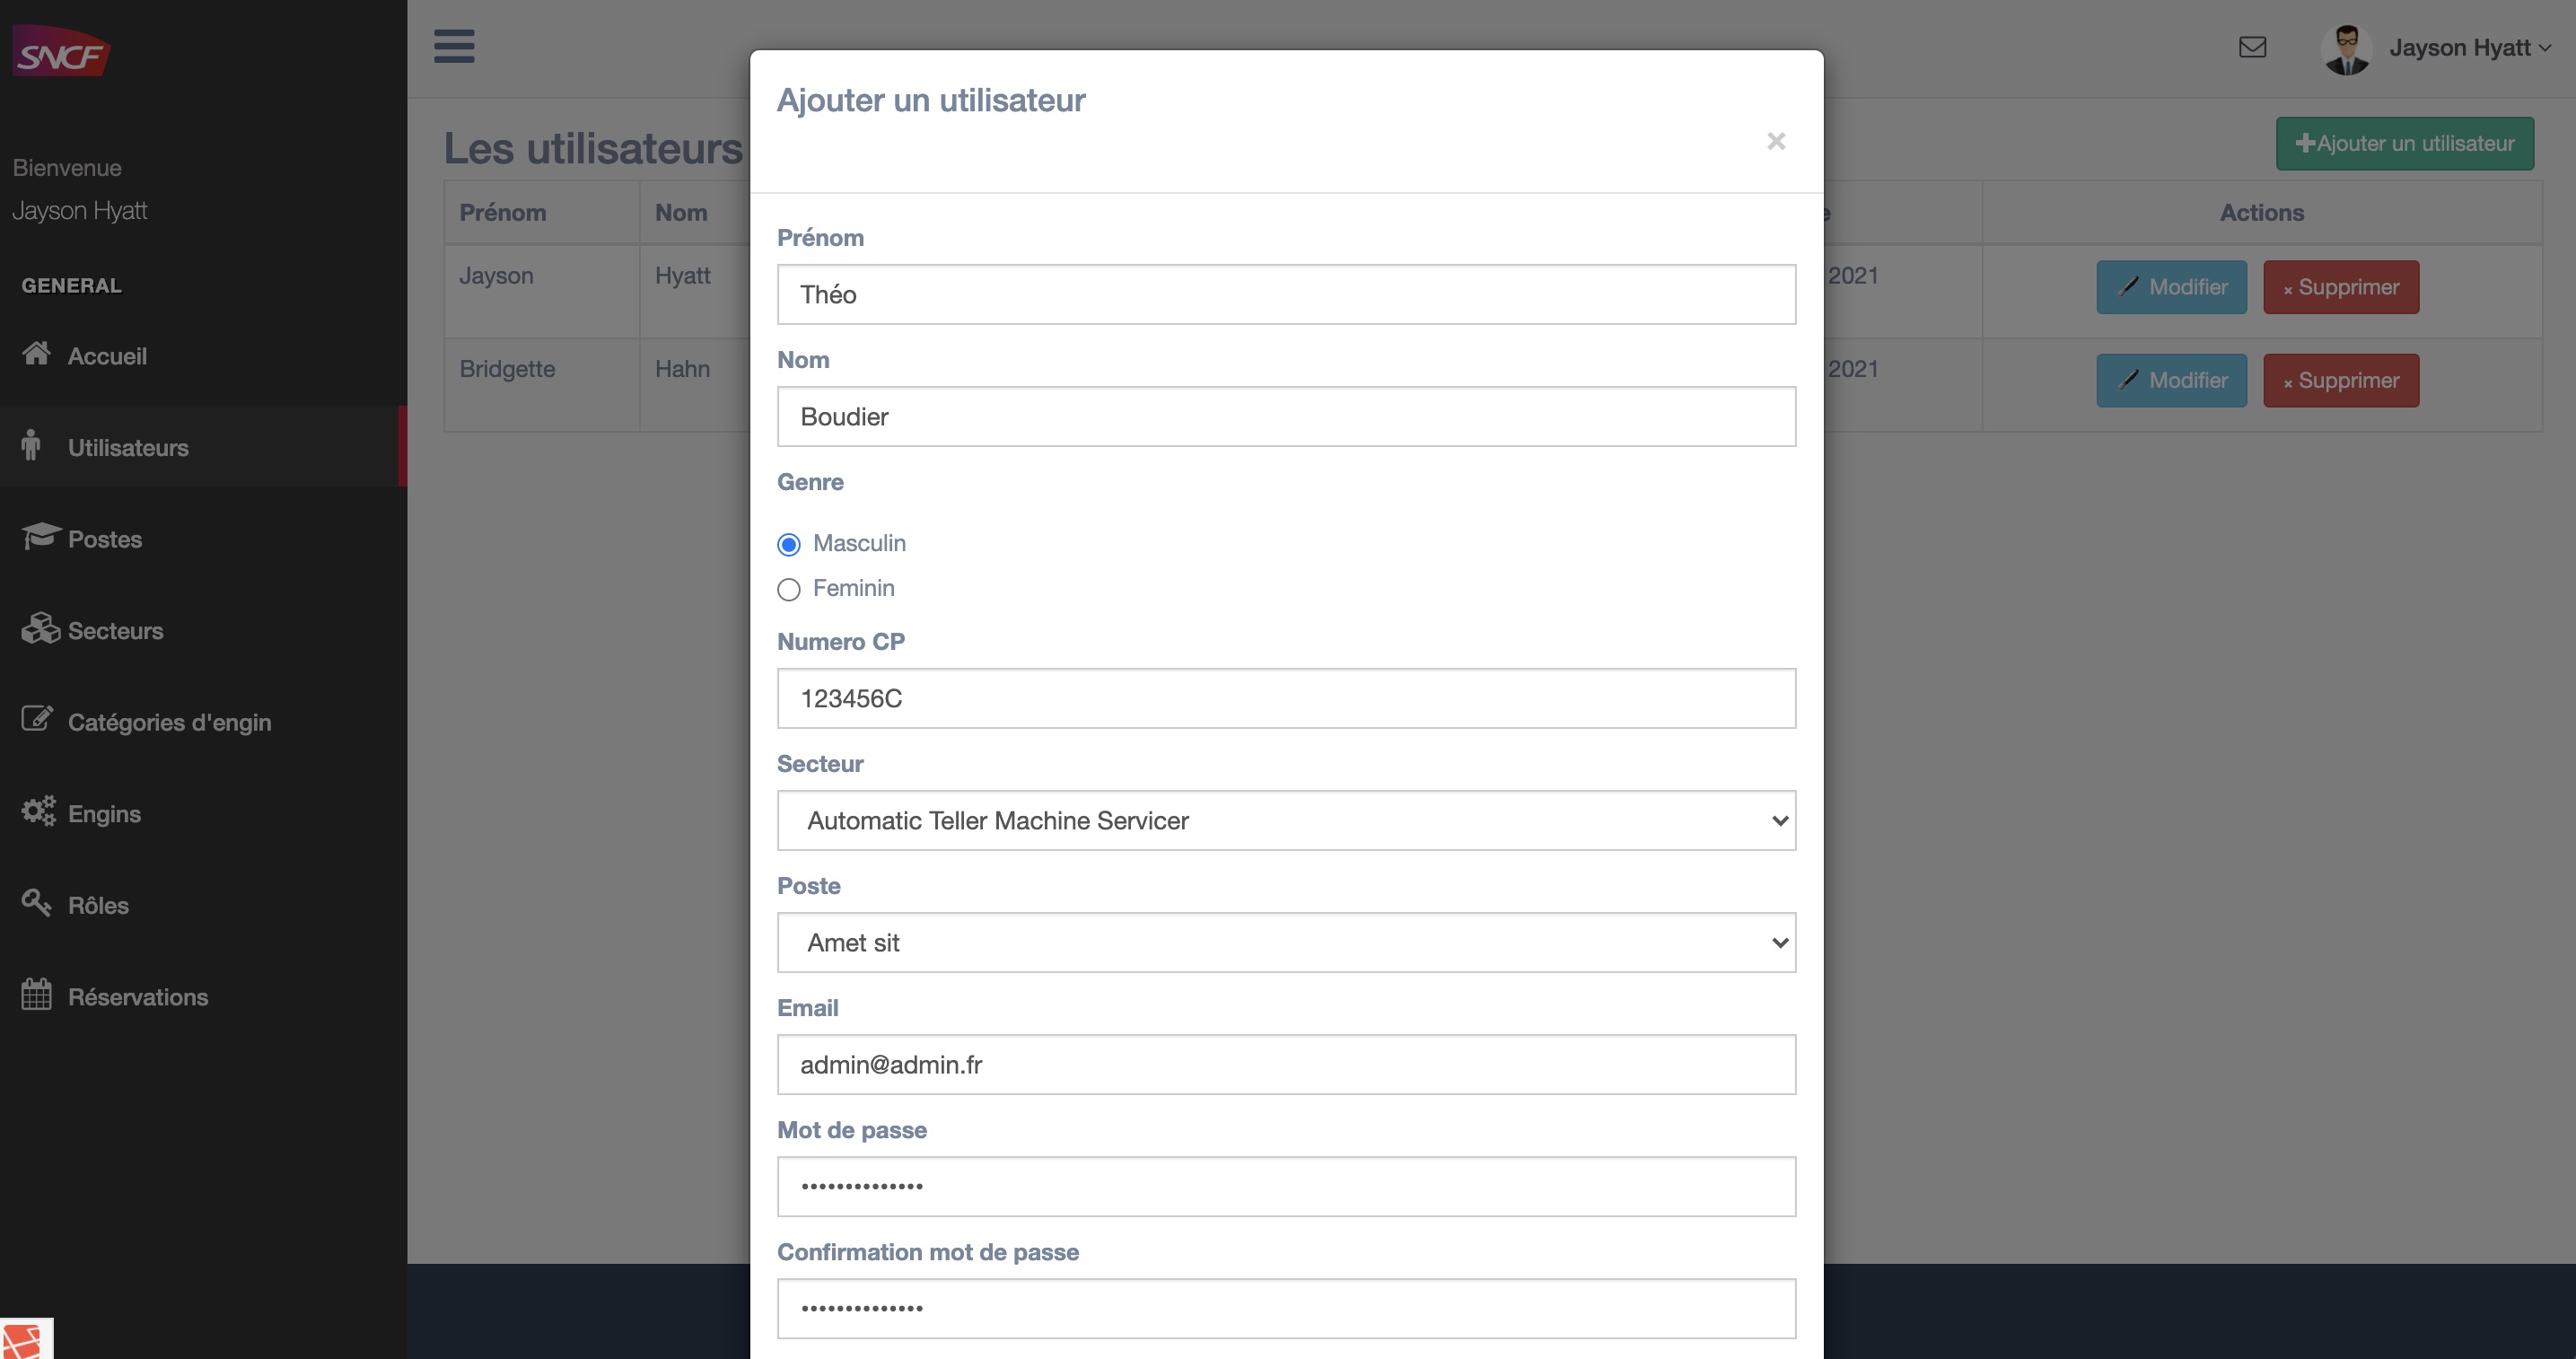 SNCF
Bienvenue
Jayson Hyatt
GENERAL
Accueil
Utilisateurs
Postes
Secteurs
Catégories d'engin
Engins
Rôles
Réservations
Jayson Hyatt
Les utilisateurs
Ajouter un utilisateur
Prénom Nom Actions
Jayson Hyatt 2021 Modifier × Supprimer
Bridgette Hahn 2021 Modifier × Supprimer
Ajouter un utilisateur
×
Prénom
Théo
Nom
Boudier
Genre
Masculin
Feminin
Numero CP
123456C
Secteur
Automatic Teller Machine Servicer
Poste
Amet sit
Email
admin@admin.fr
Mot de passe
••••••••••••••
Confirmation mot de passe
••••••••••••••